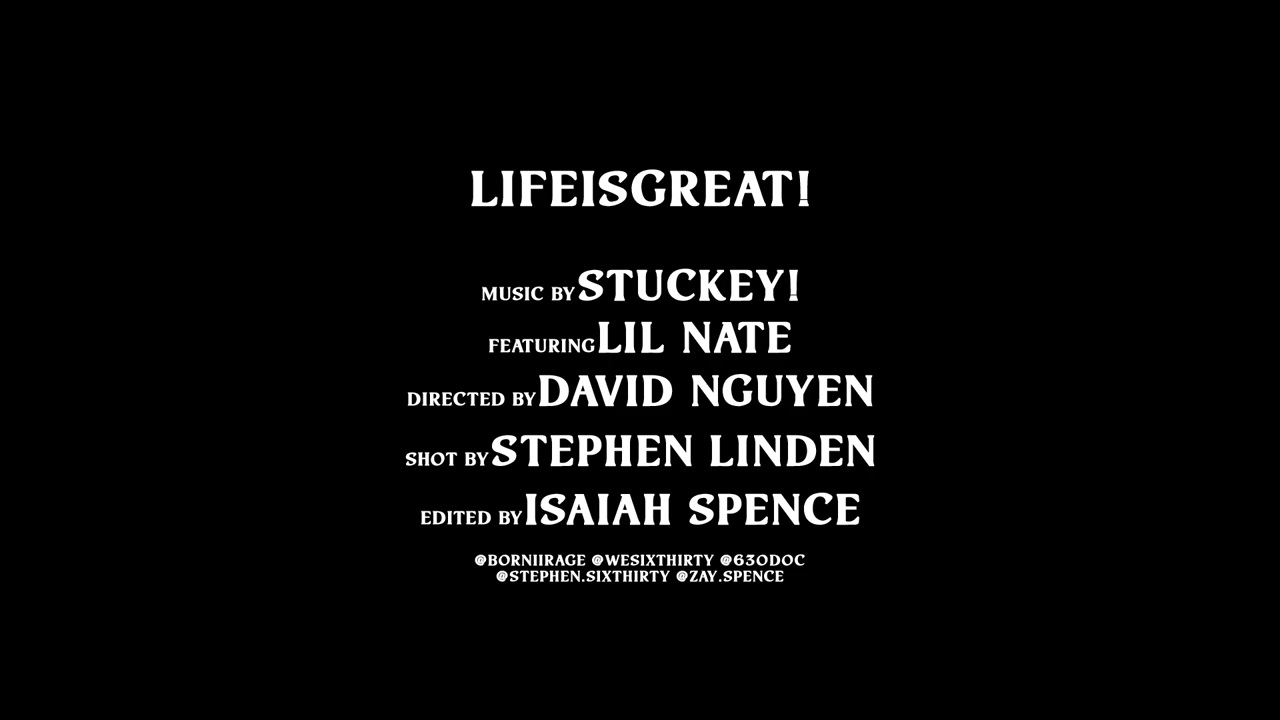 LIFEISGREAT!
MUSIC BY STUCKEY!
FEATURING LIL NATE
DIRECTED BY DAVID NGUYEN
SHOT BY STEPHEN LINDEN
EDITED BY ISAIAH SPENCE
@BORNIIRAGE @WESIXTHIRTY @630DOC
@STEPHEN.SIXTHIRTY @ZAY.SPENCE